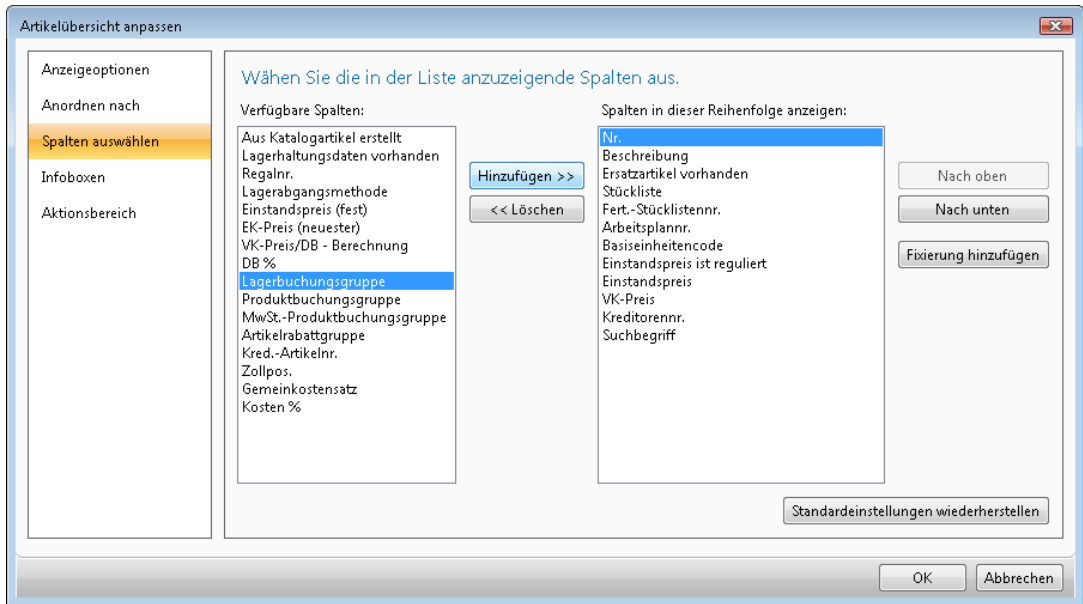 Artikelübersicht anpassen
Anzeigeoptionen
Anordnen nach
Spalten auswählen
Infoboxen
Aktionsbereich
Wähen Sie die in der Liste anzuzeigende Spalten aus.
Verfügbare Spalten:
Aus Katalogartikel erstellt
Lagerhaltungsdaten vorhanden
Regalnr.
Lagerabgangsmethode
Einstandspreis (fest)
EK-Preis (neuester)
VK-Preis/DB - Berechnung
DB %
Lagerbuchungsgruppe
Produktbuchungsgruppe
MwSt.-Produktbuchungsgruppe
Artikelrabattgruppe
Kred.-Artikelnr.
Zollpos.
Gemeinkostensatz
Kosten %
Hinzufügen >>
<< Löschen
Spalten in dieser Reihenfolge anzeigen:
Nr.
Beschreibung
Ersatzartikel vorhanden
Stückliste
Fert.-Stücklistennr.
Arbeitsplannr.
Basiseinheitencode
Einstandspreis ist reguliert
Einstandspreis
VK-Preis
Kreditorennr.
Suchbegriff
Nach oben
Nach unten
Fixierung hinzufügen
Standardeinstellungen wiederherstellen
OK
Abbrechen